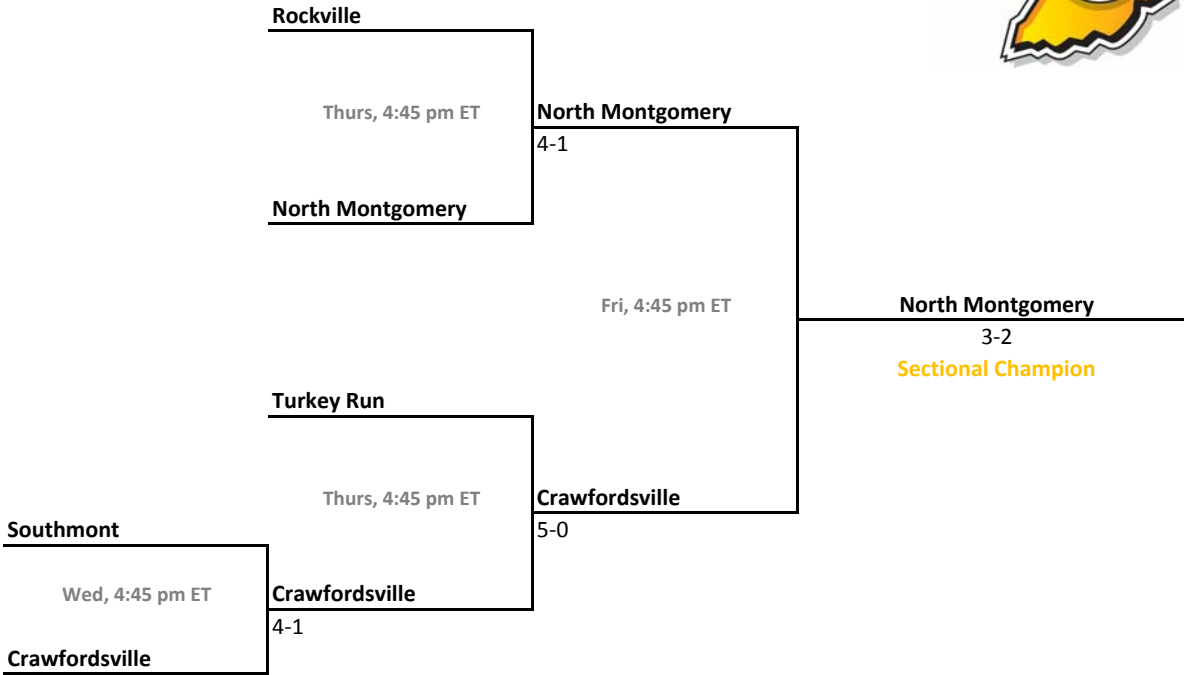 Rockville
Thurs, 4:45 pm ET
North Montgomery
4-1
North Montgomery
Fri, 4:45 pm ET
North Montgomery
3-2
Sectional Champion
Turkey Run
Thurs, 4:45 pm ET
Crawfordsville
5-0
Southmont
Wed, 4:45 pm ET
Crawfordsville
4-1
Crawfordsville